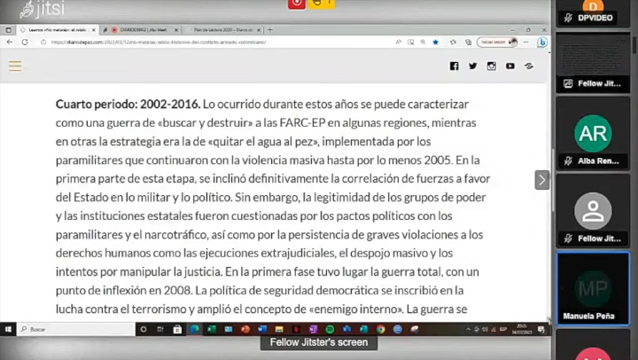 jitsi
DPVIDEO
Cuarto periodo: 2002-2016. Lo ocurrido durante estos años se puede caracterizar
como una guerra de «buscar y destruir» a las FARC-EP en algunas regiones, mientras
en otras la estrategia era la de «quitar el agua al pez», implementada por los
paramilitares que continuaron con la violencia masiva hasta por lo menos 2005. En la
primera parte de esta etapa, se inclinó definitivamente la correlación de fuerzas a favor
del Estado en lo militar y lo político. Sin embargo, la legitimidad de los grupos de poder
y las instituciones estatales fueron cuestionadas por los pactos políticos con los
paramilitares y el narcotráfico, así como por la persistencia de graves violaciones a los
derechos humanos como las ejecuciones extrajudiciales, el despojo masivo y los
intentos por manipular la justicia. En la primera fase tuvo lugar la guerra total, con un
punto de inflexión en 2008. La política de seguridad democrática se inscribió en la
lucha contra el terrorismo y amplió el concepto de «enemigo interno». La guerra se
Buscar
Fellow Jitster's screen
Fellow Jitster...
AR
Alba Ren...
Fellow Jit...
MP
Manuela Peña